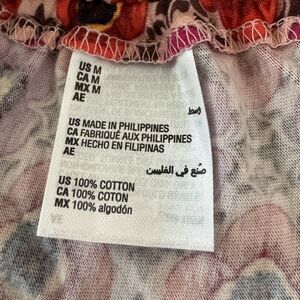 US M
CA M
MX M
AE
وسط
US MADE IN PHILIPPINES
CA FABRIQUÉ AUX PHILIPPINES
MX HECHO EN FILIPINAS
AE
صُنع في الفلبين
US 100% COTTON
CA 100% COTON
MX 100% algodón